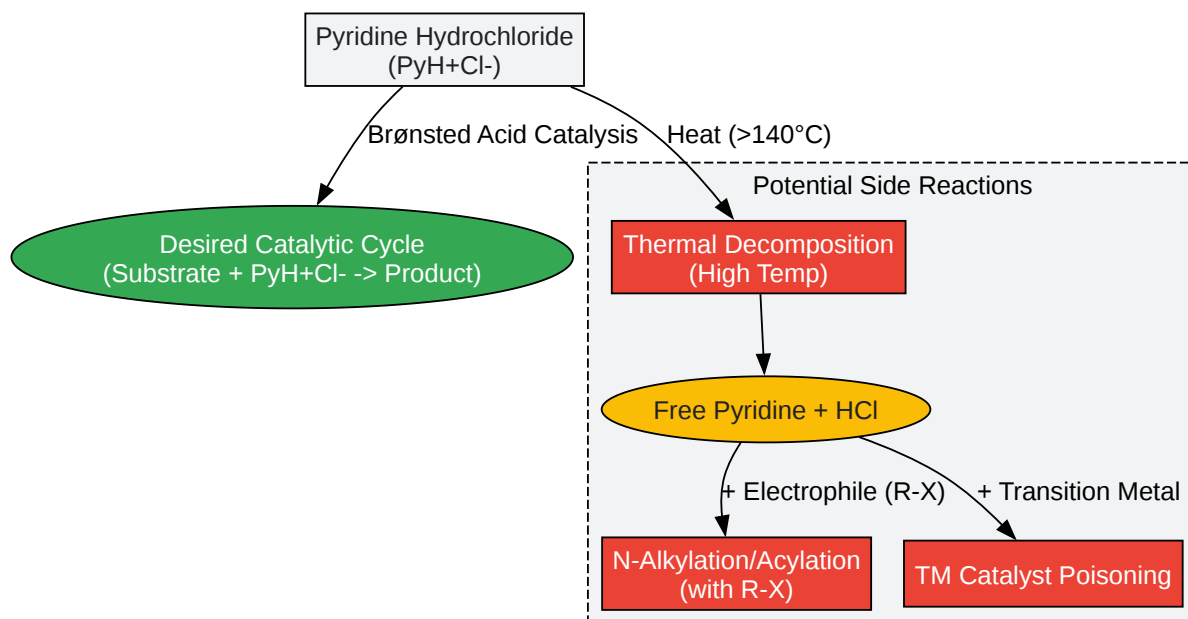 Pyridine Hydrochloride
(PyH+Cl-)
Brønsted Acid Catalysis
Heat (>140°C)
Potential Side Reactions
Desired Catalytic Cycle
(Substrate + PyH+Cl- -> Product)
Thermal Decomposition
(High Temp)
Free Pyridine + HCl
+ Electrophile (R-X)
+ Transition Metal
N-Alkylation/Acylation
(with R-X)
TM Catalyst Poisoning